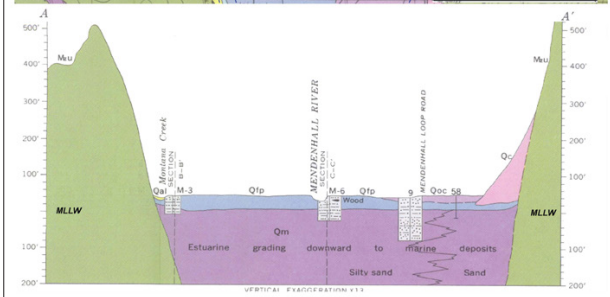 A
A'
500'
400'
300'
200'
100'
100'
200'
500'
400'
300'
200'
100'
100'
200'
Montana Creek
SECTION
B-B'
MENDENHALL RIVER
SECTION
C-C'
MENDENHALL LOOP ROAD
Qc
Qal M-3 Qfp M-6 Qfp 9 Qoc 58
Wood
MLLW
MLLW
Qm
Estuarine grading downward to marine deposits
Silty sand Sand
VERTICAL EXAGGERATION X13